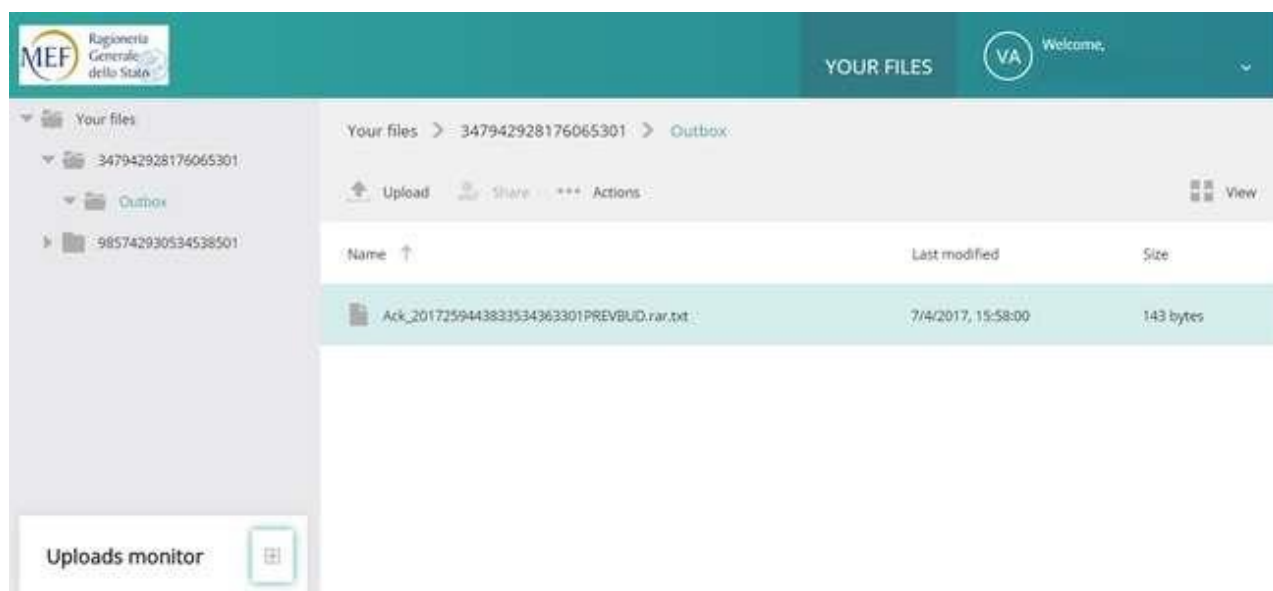 MEF
Ragioneria
Generale
dello Stato
YOUR FILES
VA
Welcome,
Your files
347942928176065301
Outbox
985742930534538501
Your files > 347942928176065301 > Outbox
Upload Share ••• Actions View
Name ↑ Last modified Size
Ack_2017259443833534363301PREVBUD.rar.txt 7/4/2017, 15:58:00 143 bytes
Uploads monitor